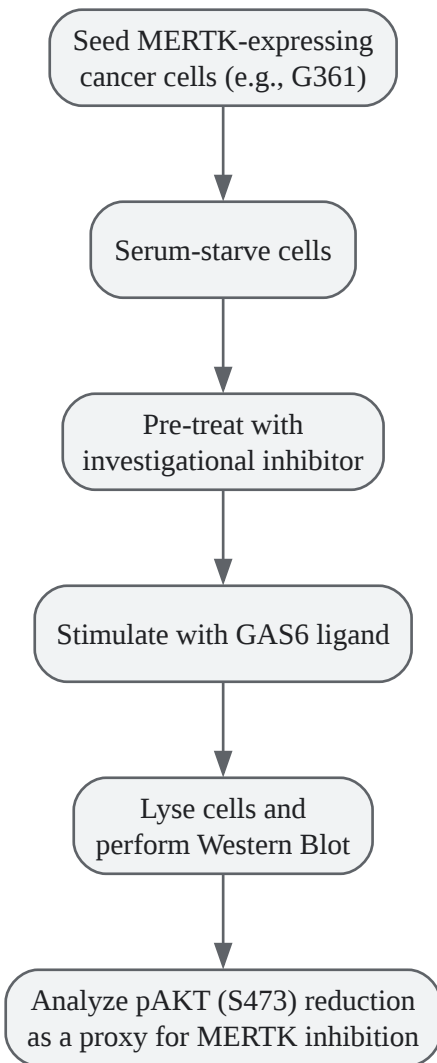 Seed MERTK-expressing
cancer cells (e.g., G361)
Serum-starve cells
Pre-treat with
investigational inhibitor
Stimulate with GAS6 ligand
Lyse cells and
perform Western Blot
Analyze pAKT (S473) reduction
as a proxy for MERTK inhibition